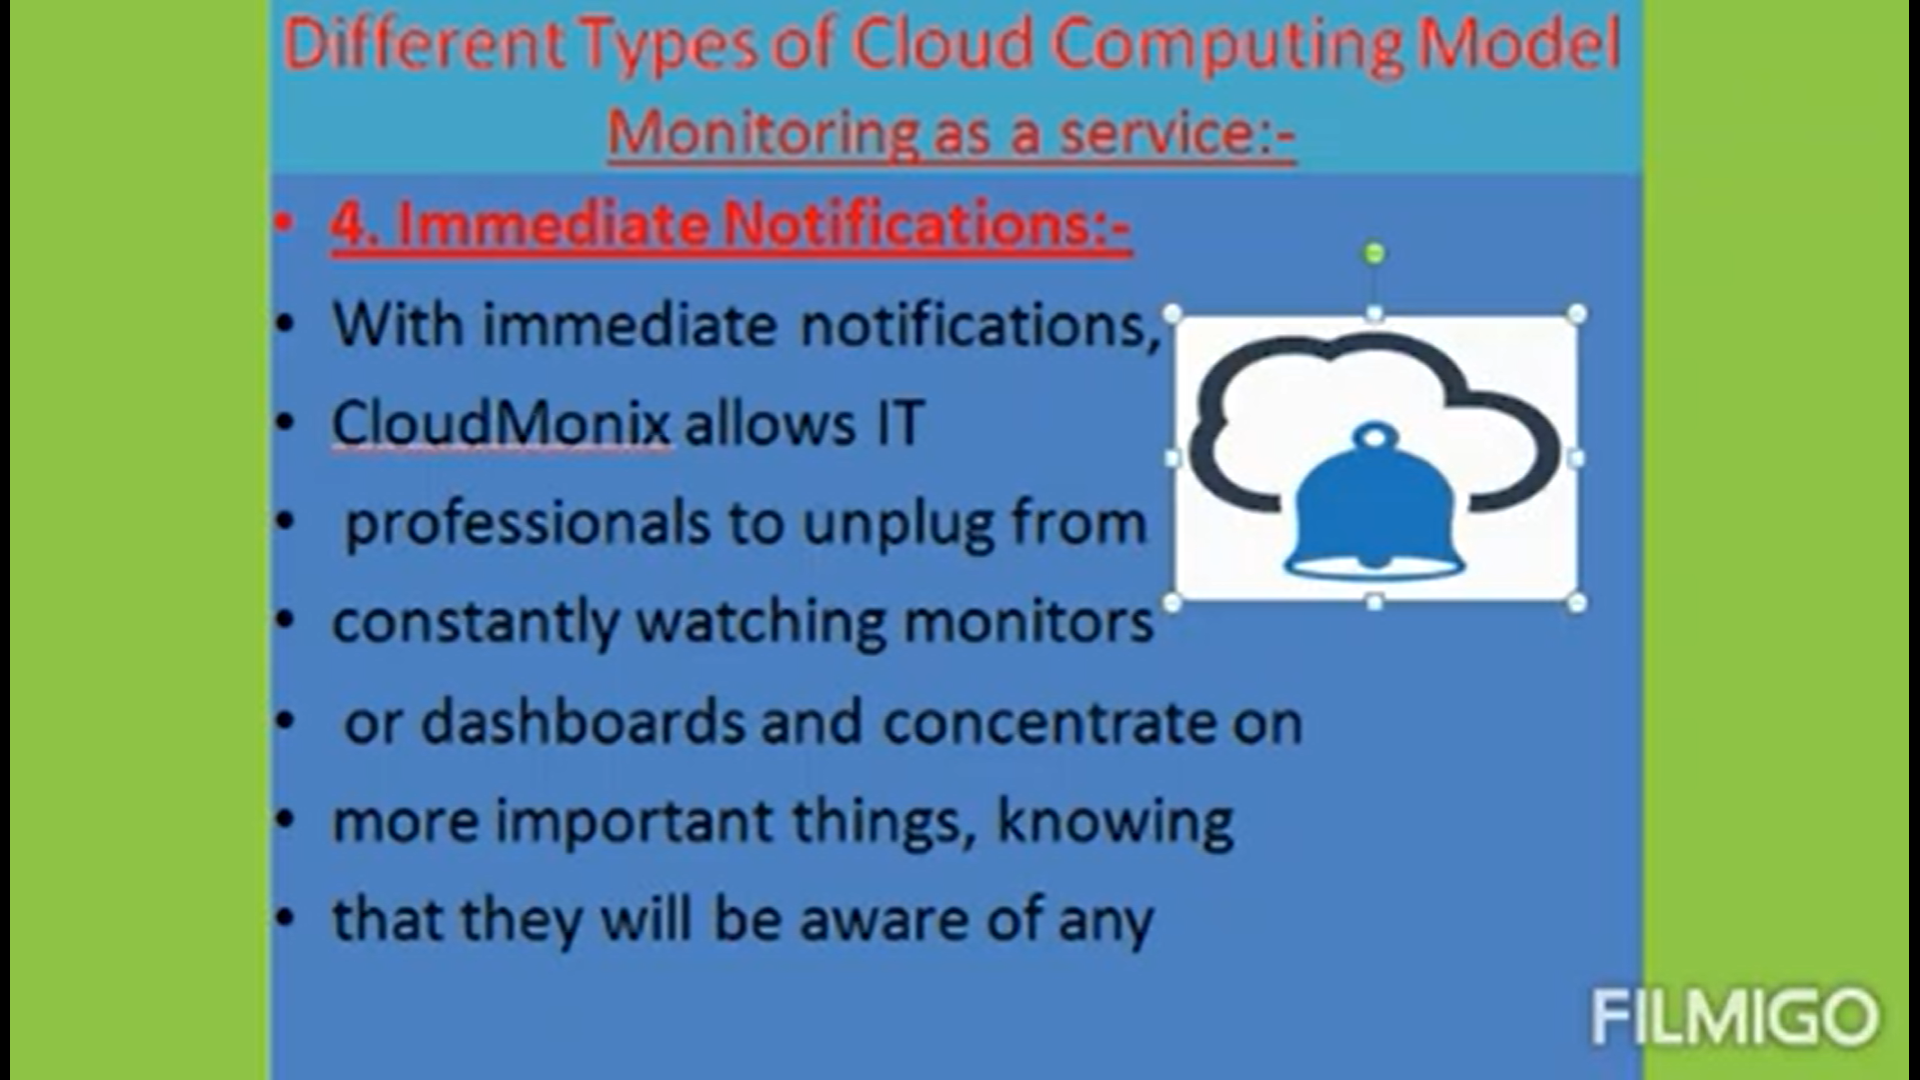 Different Types of Cloud Computing Model
Monitoring as a service:-
• 4. Immediate Notifications:-
• With immediate notifications,
• CloudMonix allows IT
• professionals to unplug from
• constantly watching monitors
• or dashboards and concentrate on
• more important things, knowing
• that they will be aware of any
FILMIGO